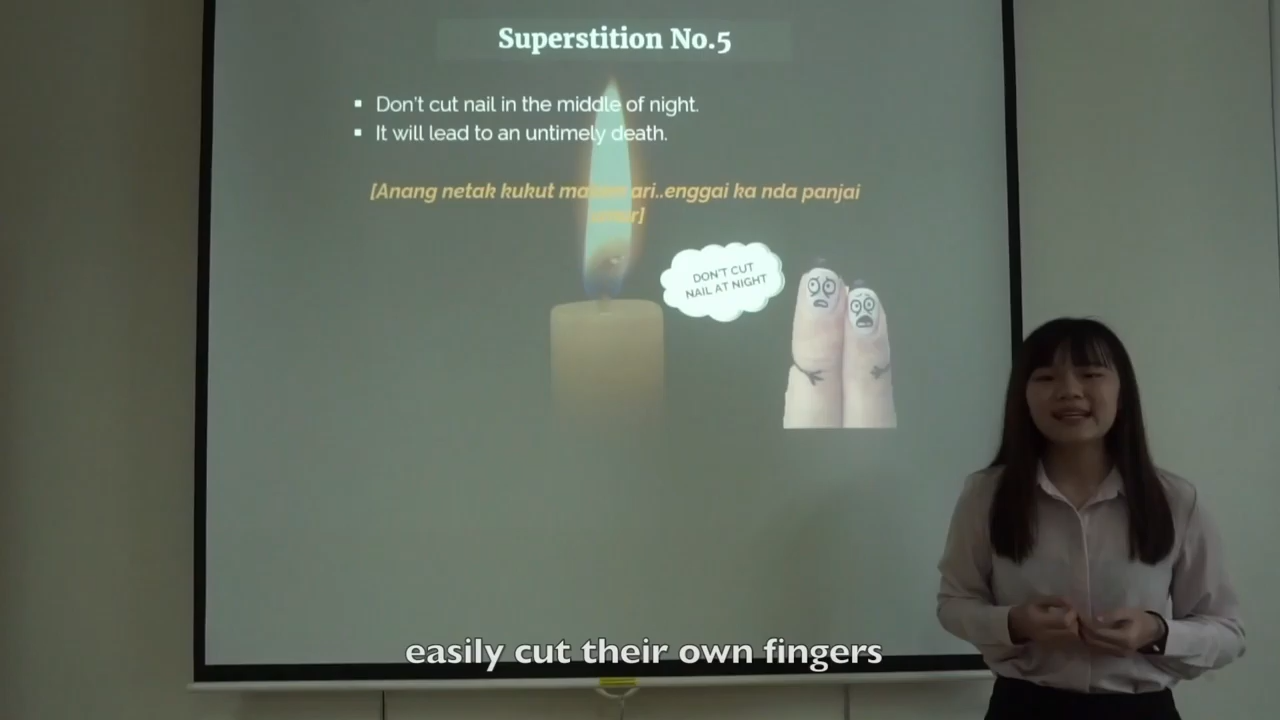 Superstition No.5
▪ Don't cut nail in the middle of night.
▪ It will lead to an untimely death.
[Anang netak kukut ari..enggai ka nda panjai
DON'T CUT
NAIL AT NIGHT
easily cut their own fingers